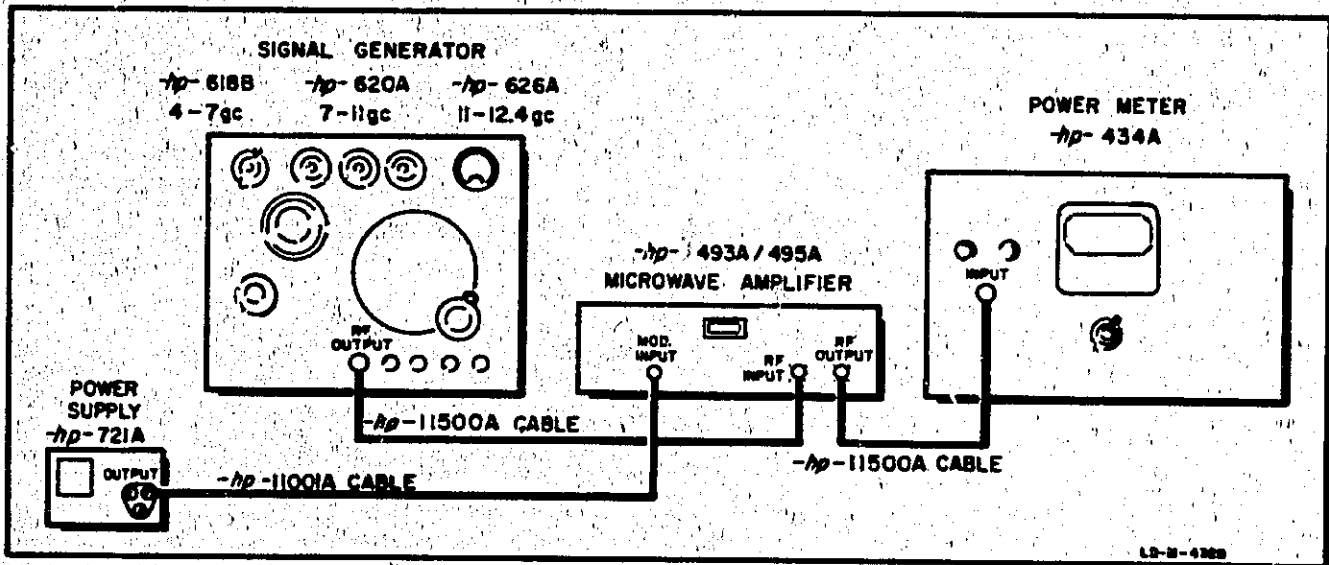 SIGNAL GENERATOR
-hp- 618B -hp- 620A -hp- 626A
4-7gc 7-11gc 11-12.4gc
POWER METER
-hp- 434A
-hp- 493A/495A
MICROWAVE AMPLIFIER
INPUT
RF
OUTPUT
MOD.
INPUT
RF
INPUT
RF
OUTPUT
POWER
SUPPLY
-hp-721A
OUTPUT
-hp-11500A CABLE
-hp-11001A CABLE
-hp-11500A CABLE